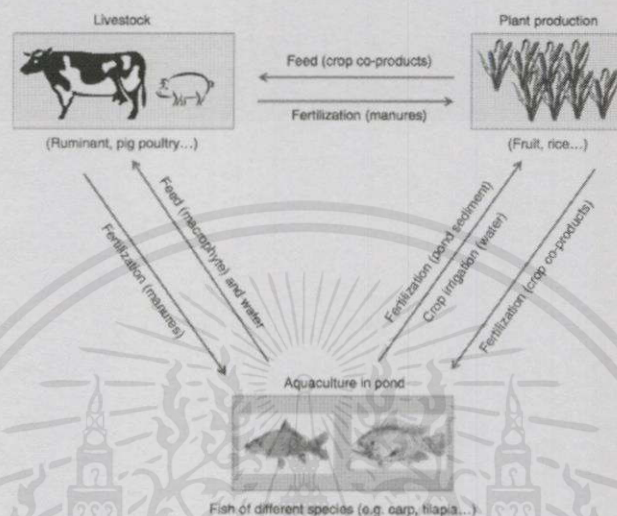 Livestock
Plant production
Feed (crop co-products)
Fertilization (manures)
(Ruminant, pig poultry...)
(Fruit, rice...)
Fertilization (manures)
Feed (macrophyte) and water
Fertilization (pond sediment)
Crop irrigation (water)
Fertilization (crop co-products)
Aquaculture in pond
Fish of different species (e.g. carp, tilapia...)